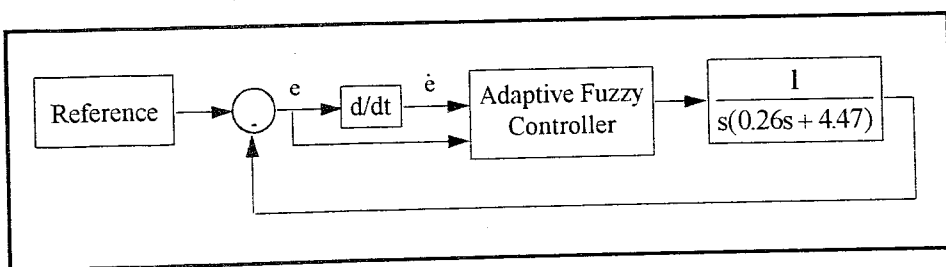 Reference
-
e
d/dt
ė
Adaptive Fuzzy
Controller
1
s(0.26s + 4.47)